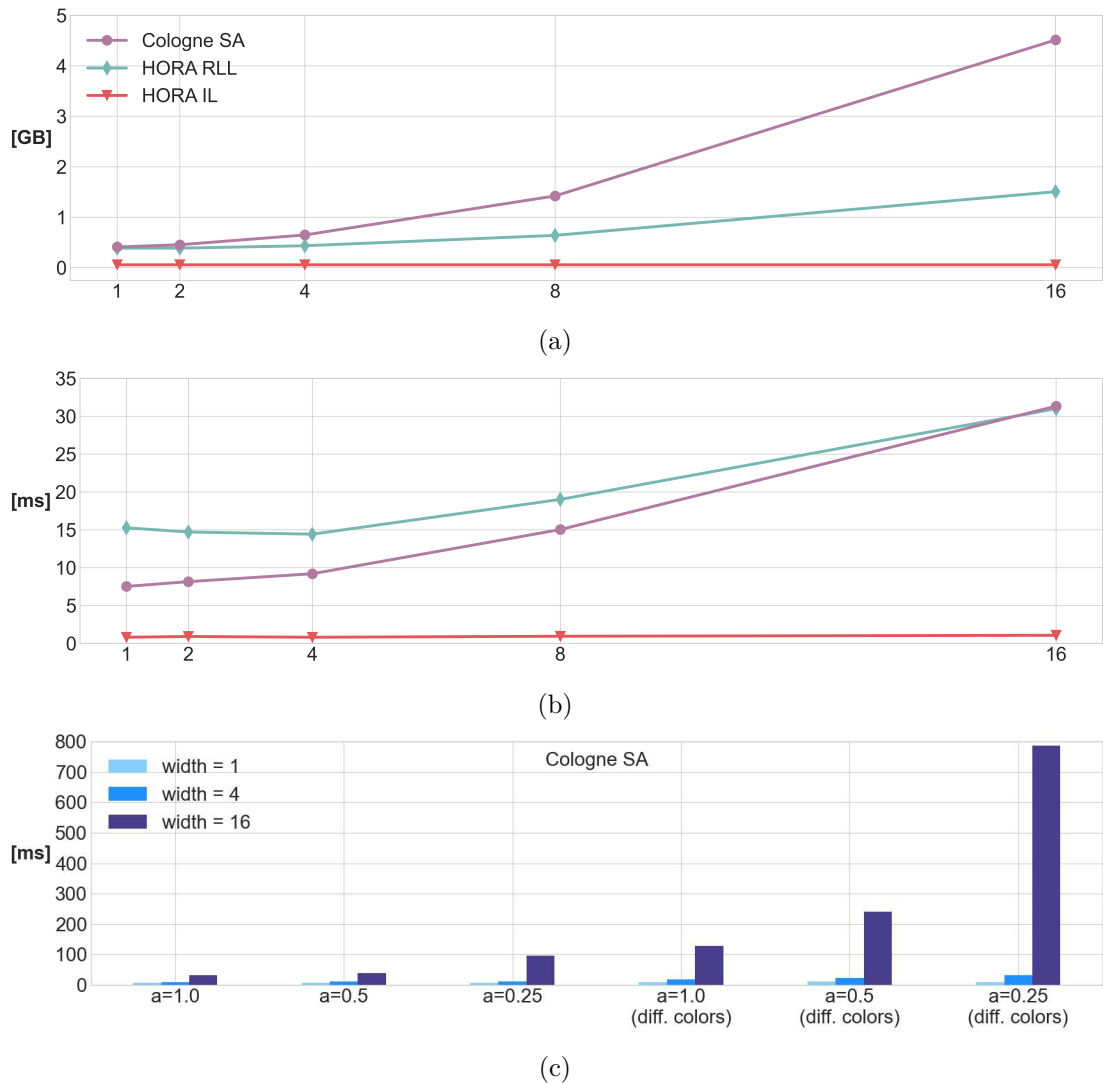 5
4
3
2
1
0
[GB]
Cologne SA
HORA RLL
HORA IL
1 2 4 8 16
(a)
35
30
25
20
15
10
5
0
[ms]
1 2 4 8 16
(b)
800
700
600
500
400
300
200
100
0
[ms]
Cologne SA
width = 1
width = 4
width = 16
a=1.0 a=0.5 a=0.25 a=1.0 a=0.5 a=0.25
(diff. colors) (diff. colors) (diff. colors)
(c)